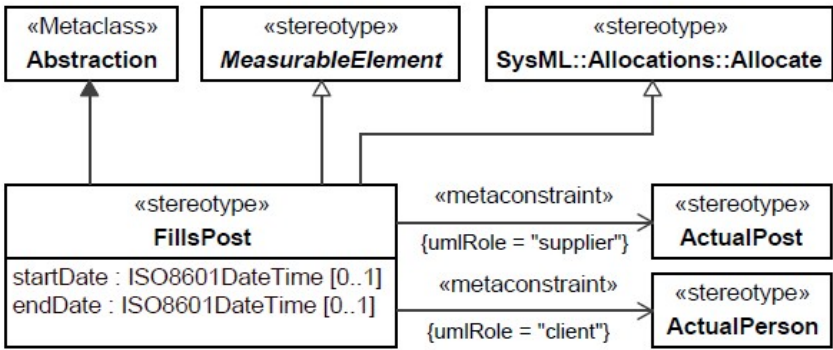 «Metaclass»
Abstraction
«stereotype»
MeasurableElement
«stereotype»
SysML::Allocations::Allocate
«stereotype»
FillsPost
startDate : ISO8601DateTime [0..1]
endDate : ISO8601DateTime [0..1]
«metaconstraint»
{umlRole = "supplier"}
«stereotype»
ActualPost
«metaconstraint»
{umlRole = "client"}
«stereotype»
ActualPerson